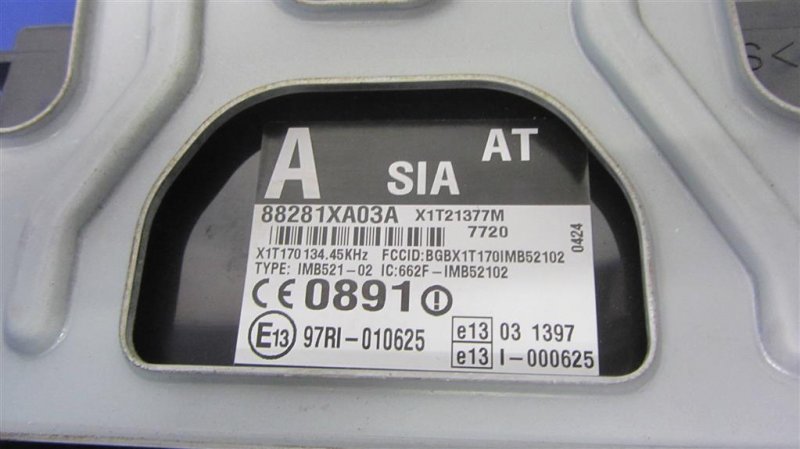 A AT
SIA
88281XA03A X1T21377M
7720
0424
X1T170 134.45KHz FCCID:BGBX1T170IMB52102
TYPE: IMB521-02 IC:662F-IMB52102
CE 0891 !
E13 97RI-010625
e13 03 1397
e13 I-000625
S<